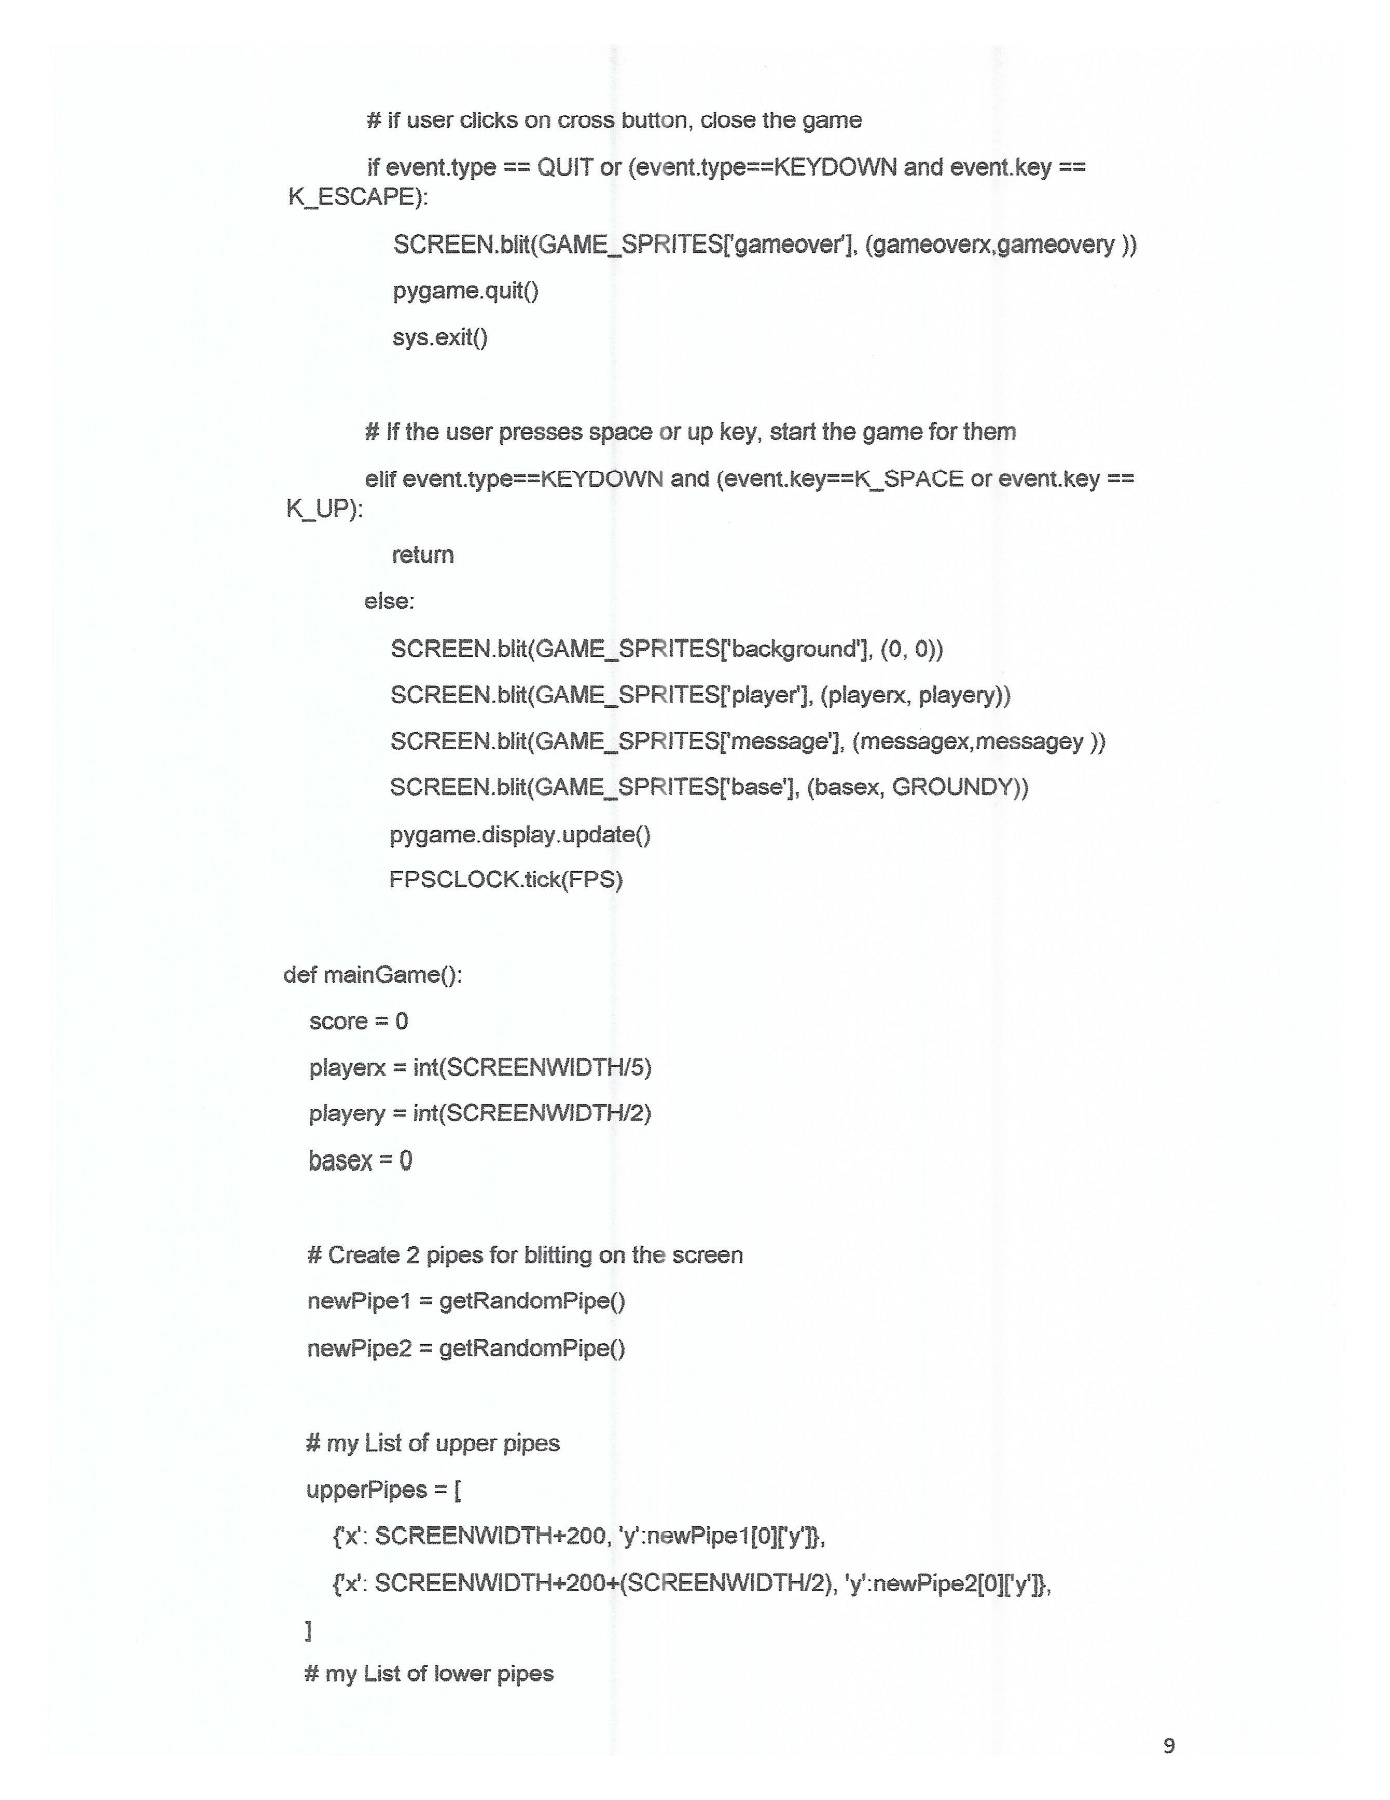 # if user clicks on cross button, close the game
if event.type == QUIT or (event.type==KEYDOWN and event.key ==
K_ESCAPE):
SCREEN.blit(GAME_SPRITES['gameover'], (gameoverx,gameovery ))
pygame.quit()
sys.exit()
# If the user presses space or up key, start the game for them
elif event.type==KEYDOWN and (event.key==K_SPACE or event.key ==
K_UP):
return
else:
SCREEN.blit(GAME_SPRITES['background'], (0, 0))
SCREEN.blit(GAME_SPRITES['player'], (playerx, playery))
SCREEN.blit(GAME_SPRITES['message'], (messagex,messagey ))
SCREEN.blit(GAME_SPRITES['base'], (basex, GROUNDY))
pygame.display.update()
FPSCLOCK.tick(FPS)
def mainGame():
score = 0
playerx = int(SCREENWIDTH/5)
playery = int(SCREENWIDTH/2)
basex = 0
# Create 2 pipes for blitting on the screen
newPipe1 = getRandomPipe()
newPipe2 = getRandomPipe()
# my List of upper pipes
upperPipes = [
{'x': SCREENWIDTH+200, 'y':newPipe1[0]['y']},
{'x': SCREENWIDTH+200+(SCREENWIDTH/2), 'y':newPipe2[0]['y']},
]
# my List of lower pipes
9